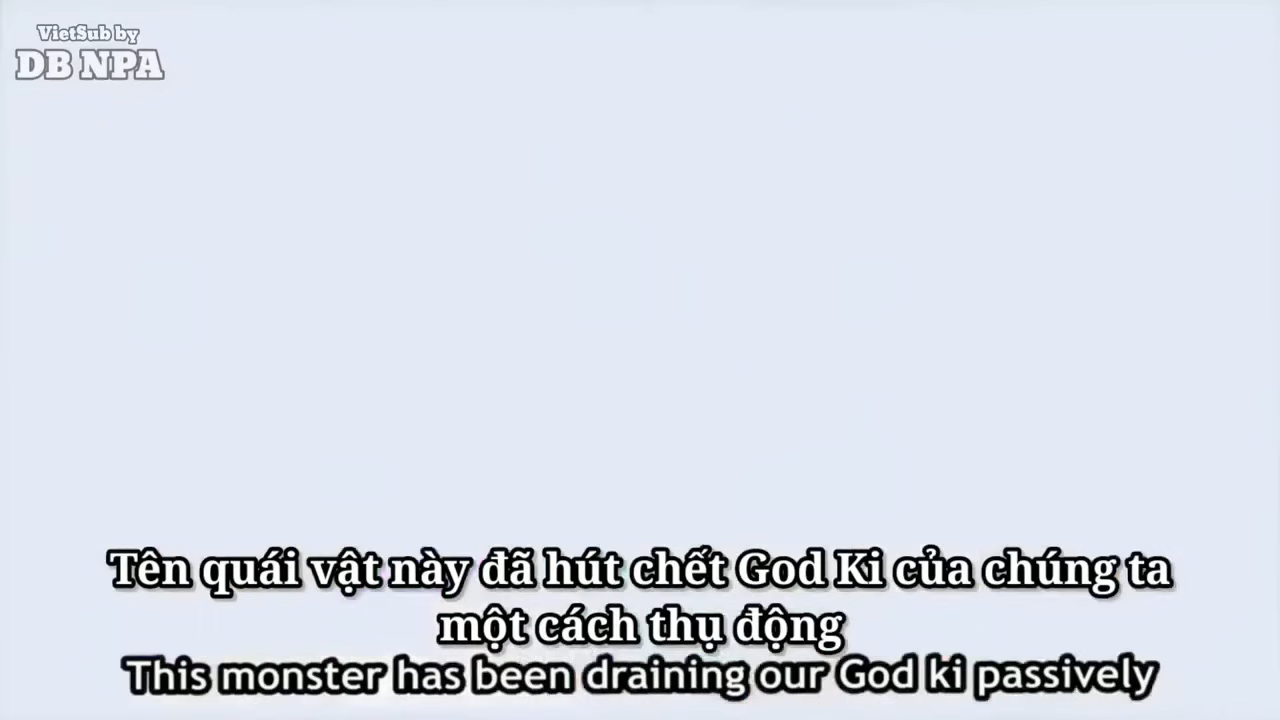 VietSub by
DB NPA
Tên quái vật này đã hút chết God Ki của chúng ta
một cách thụ động
This monster has been draining our God ki passively